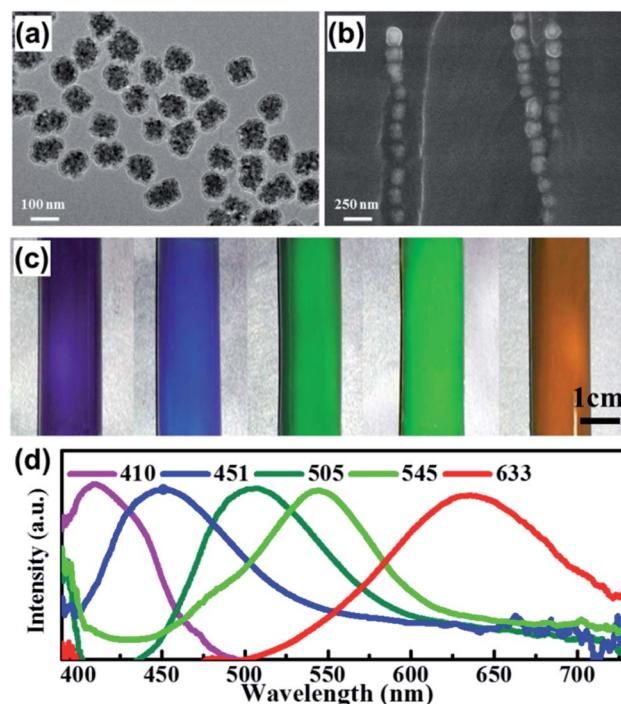 (a)
100 nm
(b)
250 nm
(c)
1cm
(d)
410 451 505 545 633
Intensity (a.u.)
400 450 500 550 600 650 700
Wavelength (nm)